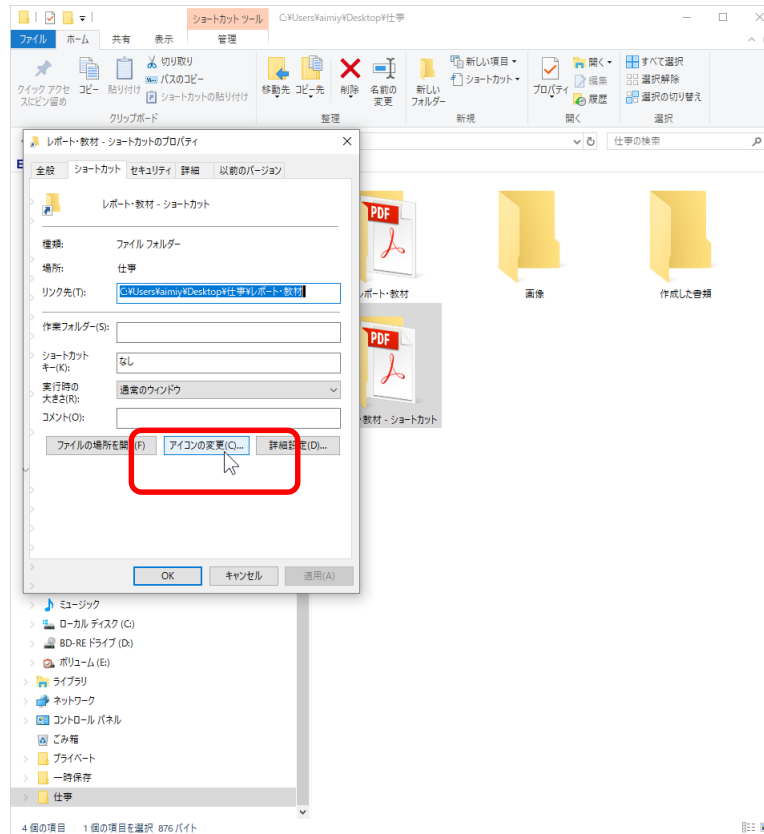 ショートカット ツール
C:¥Users¥aimiy¥Desktop¥仕事
ファイル
ホーム
共有
表示
管理
クイック アクセスにピン留め
コピー
貼り付け
切り取り
パスのコピー
ショートカットの貼り付け
クリップボード
移動先
コピー先
削除
名前の変更
整理
新しいフォルダー
新しい項目
ショートカット
新規
プロパティ
開く
編集
履歴
開く
すべて選択
選択解除
選択の切り替え
選択
仕事の検索
レポート・教材 - ショートカットのプロパティ
全般
ショートカット
セキュリティ
詳細
以前のバージョン
レポート・教材 - ショートカット
種類:
ファイル フォルダー
場所:
仕事
リンク先(T):
C:¥Users¥aimiy¥Desktop¥仕事¥レポート・教材
作業フォルダー(S):
ショートカット キー(K):
なし
実行時の大きさ(R):
通常のウィンドウ
コメント(O):
ファイルの場所を開 (F)
アイコンの変更(C)...
詳細設定(D)...
OK
キャンセル
適用(A)
PDF
レポート・教材
画像
作成した書類
PDF
・教材 - ショートカット
ミュージック
ローカル ディスク (C:)
BD-RE ドライブ (D:)
ボリューム (E:)
ライブラリ
ネットワーク
コントロール パネル
ごみ箱
プライベート
一時保存
仕事
4 個の項目
1 個の項目を選択 876 バイト